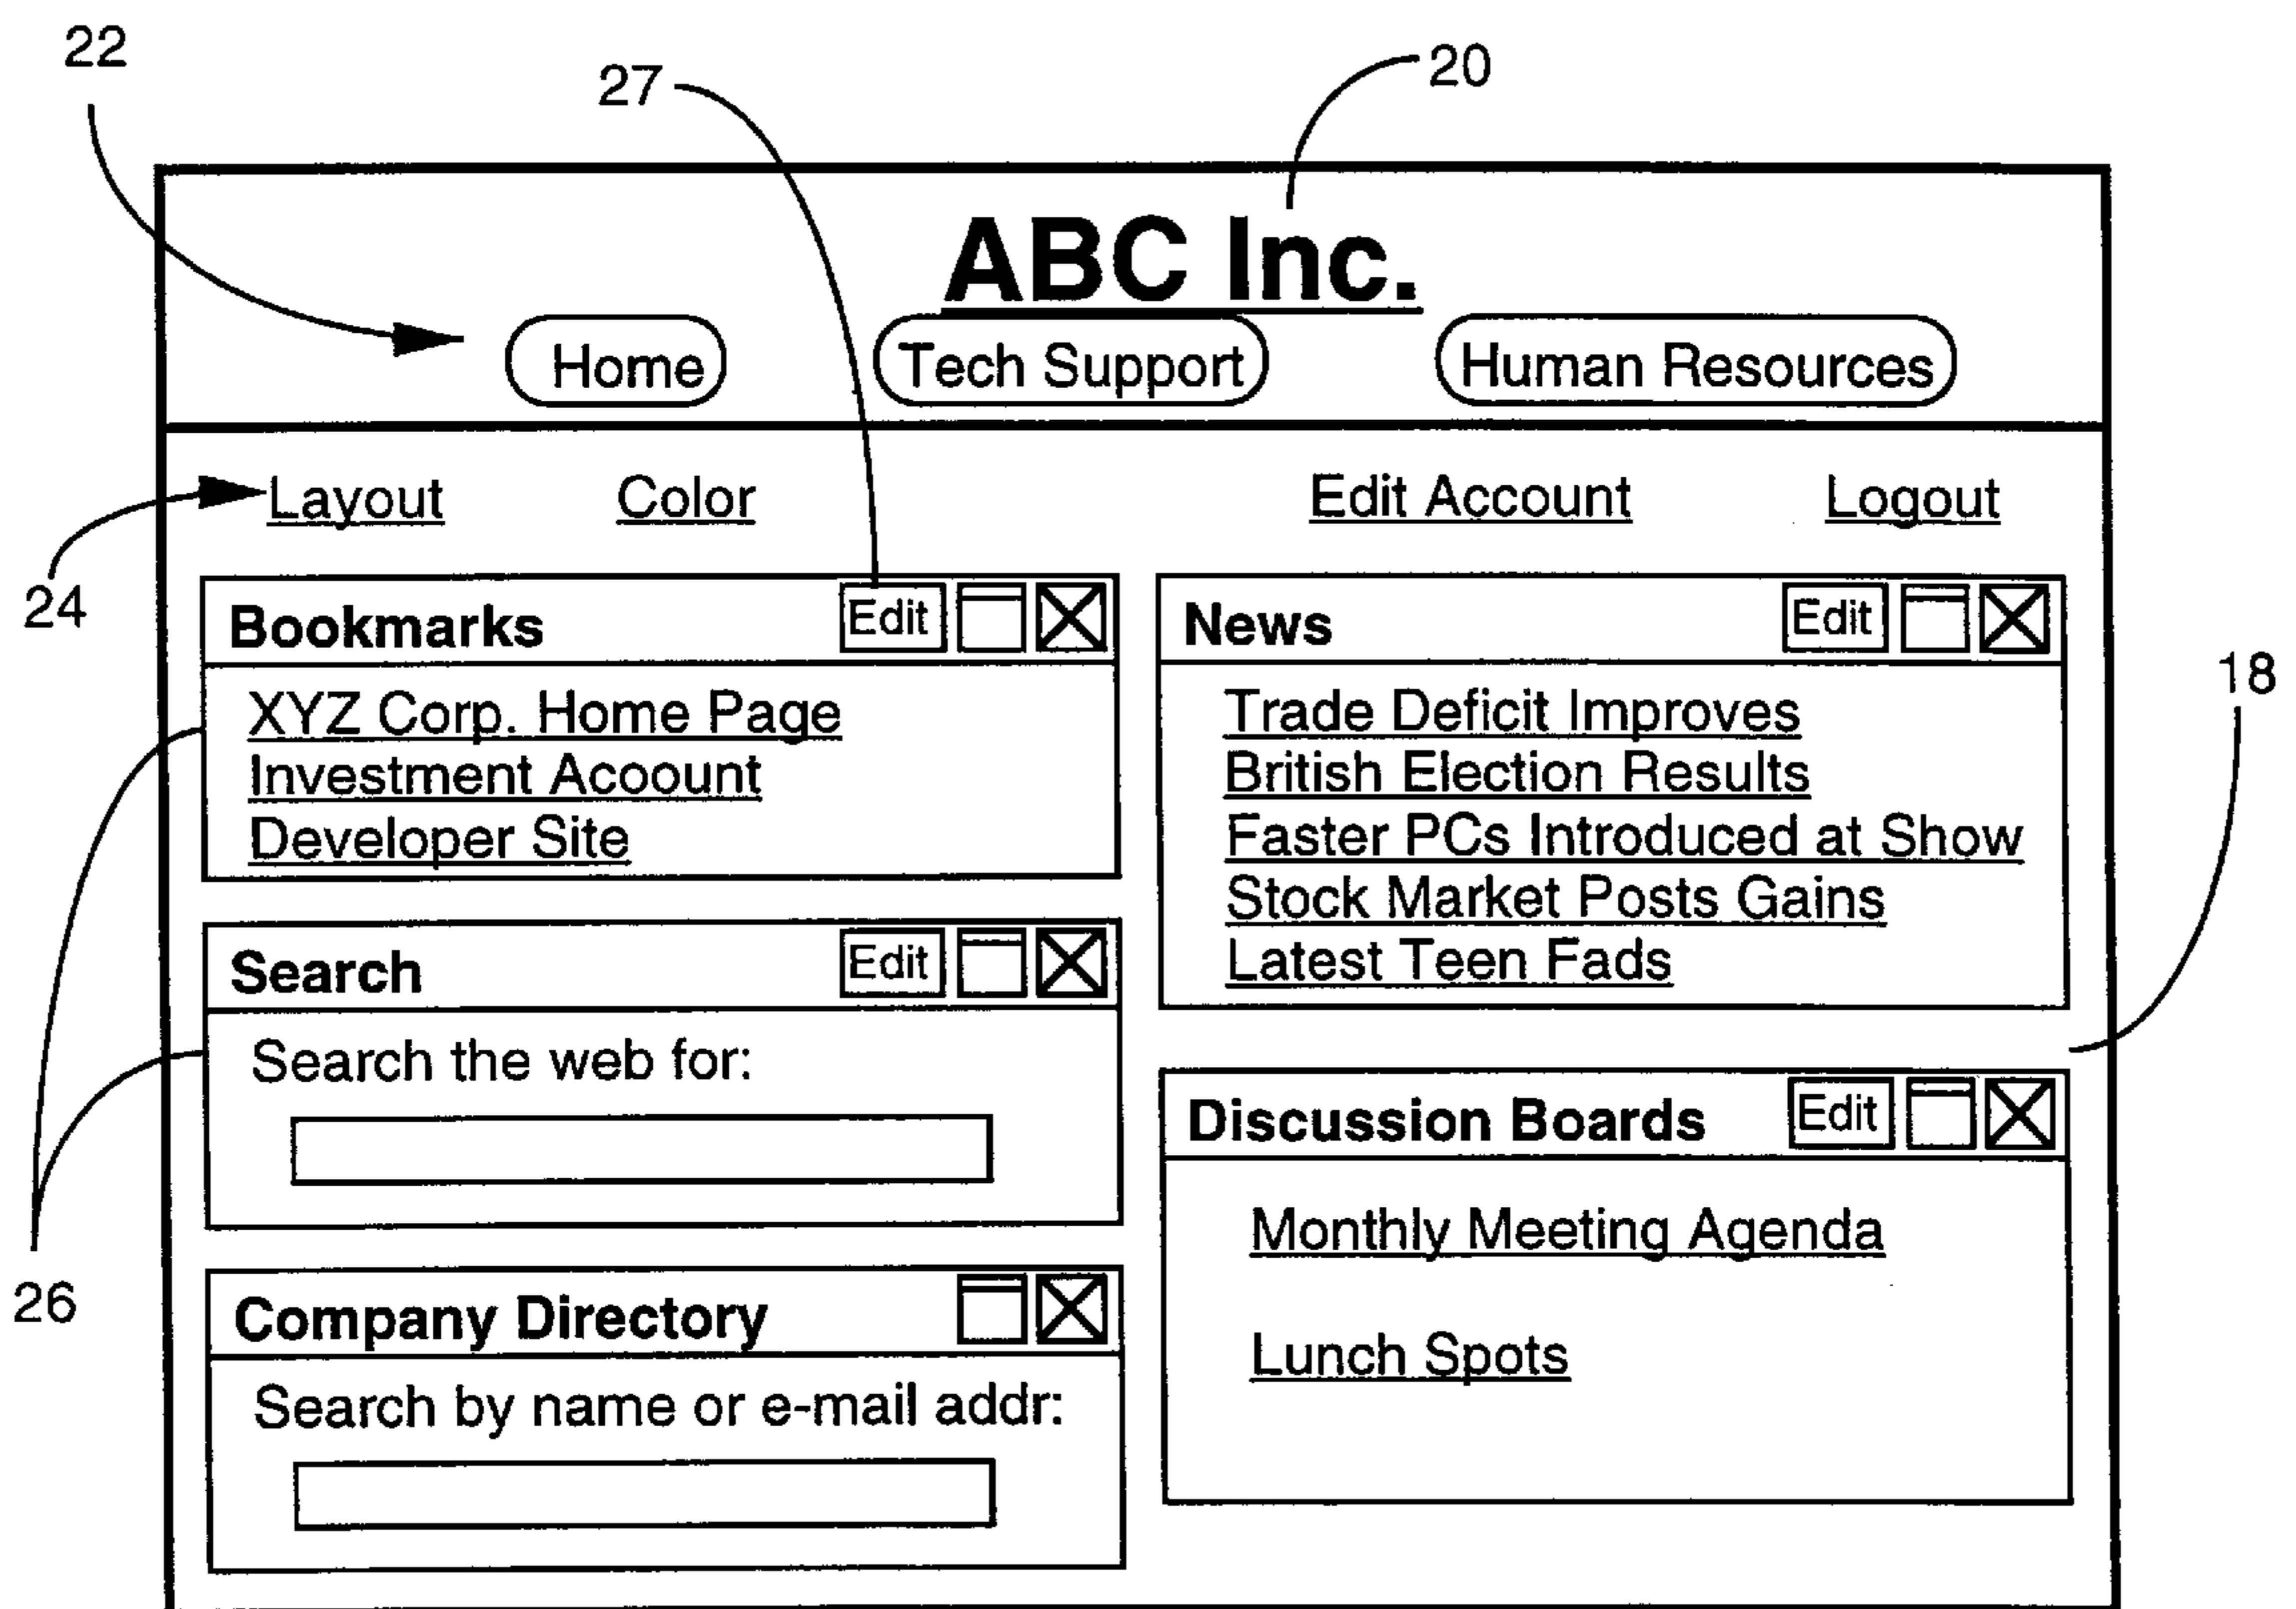 22
27
20
ABC Inc.
Home Tech Support Human Resources
Layout Color Edit Account Logout
24
Bookmarks Edit
XYZ Corp. Home Page
Investment Acoount
Developer Site
News Edit
Trade Deficit Improves
British Election Results
Faster PCs Introduced at Show
Stock Market Posts Gains
Latest Teen Fads
18
Search Edit
Search the web for:
Discussion Boards Edit
Monthly Meeting Agenda
Lunch Spots
26
Company Directory
Search by name or e-mail addr: